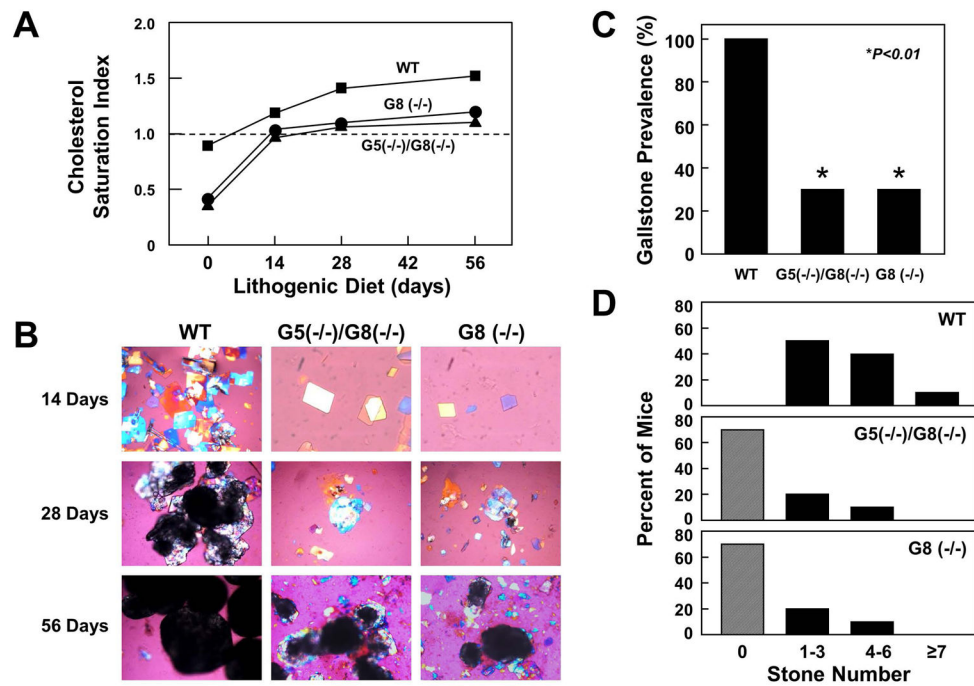 A
Cholesterol
Saturation Index
2.0
1.5
1.0
0.5
0
WT
G8 (-/-)
G5(-/-)/G8(-/-)
0 14 28 42 56
Lithogenic Diet (days)
B
WT G5(-/-)/G8(-/-) G8 (-/-)
14 Days
28 Days
56 Days
C
Gallstone Prevalence (%)
100
80
60
40
20
0
*P<0.01
* *
WT G5(-/-)/G8(-/-) G8 (-/-)
D
Percent of Mice
80
60
40
20
0
WT
80
60
40
20
0
G5(-/-)/G8(-/-)
80
60
40
20
0
G8 (-/-)
0 1-3 4-6 ≥7
Stone Number